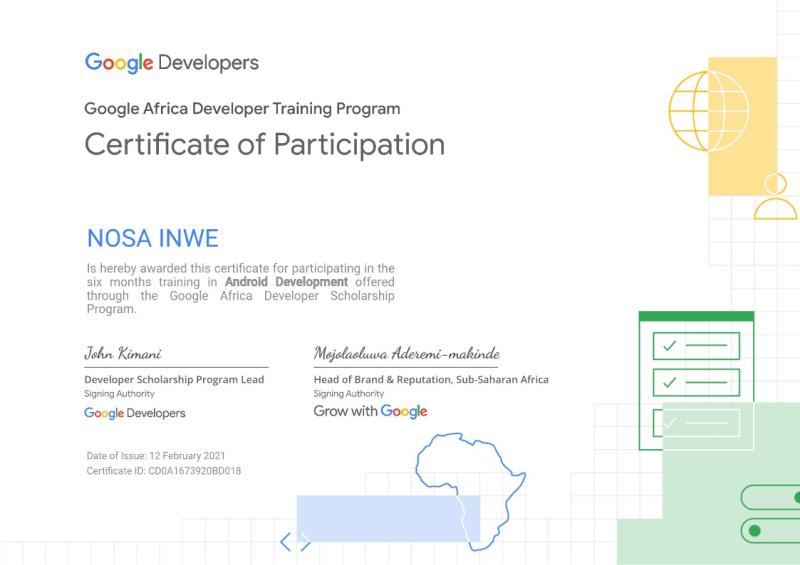 Google Developers
Google Africa Developer Training Program
Certificate of Participation
NOSA INWE
Is hereby awarded this certificate for participating in the
six months training in Android Development offered
through the Google Africa Developer Scholarship
Program.
John Kimani
Mojolaoluwa Aderemi-makinde
Developer Scholarship Program Lead
Head of Brand & Reputation, Sub-Saharan Africa
Signing Authority
Signing Authority
Google Developers
Grow with Google
Date of Issue: 12 February 2021
Certificate ID: CD0A1673920BD018